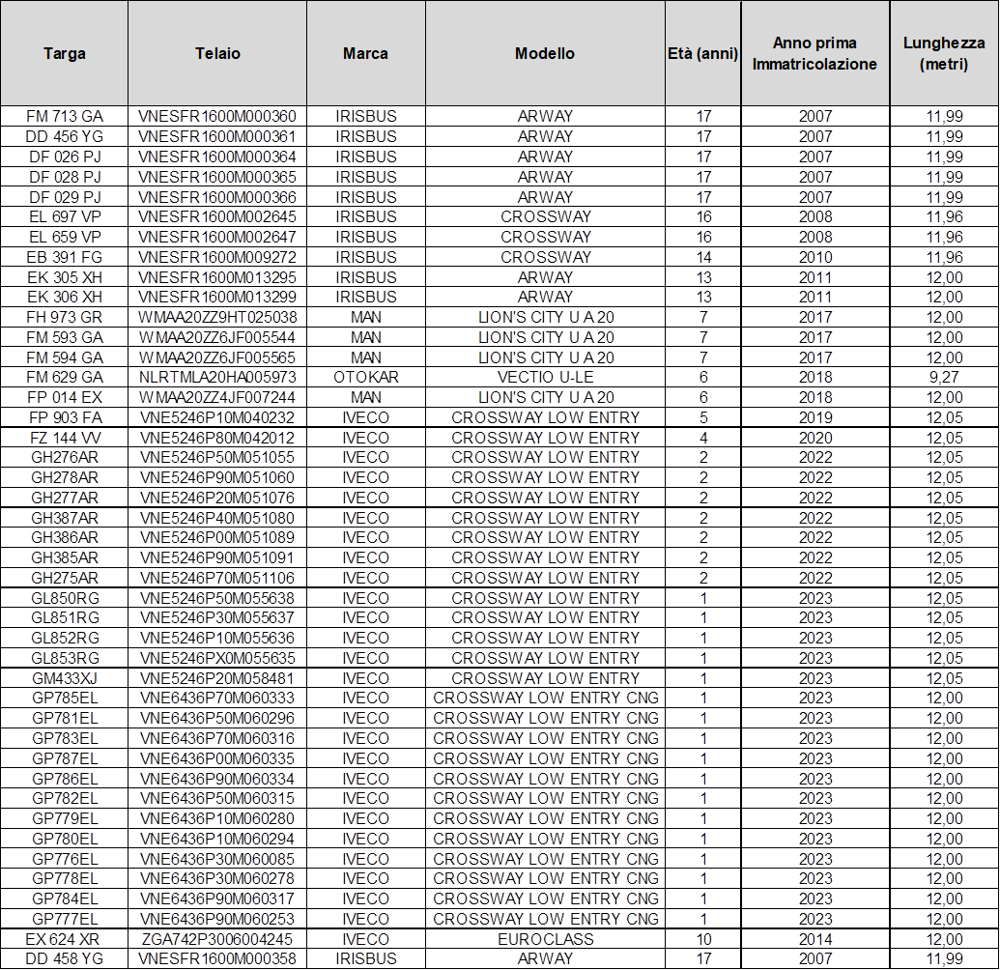 Targa Telaio Marca Modello Età (anni) Anno prima Immatricolazione Lunghezza (metri)
FM 713 GA VNESFR1600M000360 IRISBUS ARWAY 17 2007 11,99
DD 456 YG VNESFR1600M000361 IRISBUS ARWAY 17 2007 11,99
DF 026 PJ VNESFR1600M000364 IRISBUS ARWAY 17 2007 11,99
DF 028 PJ VNESFR1600M000365 IRISBUS ARWAY 17 2007 11,99
DF 029 PJ VNESFR1600M000366 IRISBUS ARWAY 17 2007 11,99
EL 697 VP VNESFR1600M002645 IRISBUS CROSSWAY 16 2008 11,96
EL 659 VP VNESFR1600M002647 IRISBUS CROSSWAY 16 2008 11,96
EB 391 FG VNESFR1600M009272 IRISBUS CROSSWAY 14 2010 11,96
EK 305 XH VNESFR1600M013295 IRISBUS ARWAY 13 2011 12,00
EK 306 XH VNESFR1600M013299 IRISBUS ARWAY 13 2011 12,00
FH 973 GR WMAA20ZZ9HT025038 MAN LION'S CITY U A 20 7 2017 12,00
FM 593 GA WMAA20ZZ6JF005544 MAN LION'S CITY U A 20 7 2017 12,00
FM 594 GA WMAA20ZZ6JF005565 MAN LION'S CITY U A 20 7 2017 12,00
FM 629 GA NLRTMLA20HA005973 OTOKAR VECTIO U-LE 6 2018 9,27
FP 014 EX WMAA20ZZ4JF007244 MAN LION'S CITY U A 20 6 2018 12,00
FP 903 FA VNE5246P10M040232 IVECO CROSSWAY LOW ENTRY 5 2019 12,05
FZ 144 VV VNE5246P80M042012 IVECO CROSSWAY LOW ENTRY 4 2020 12,05
GH276AR VNE5246P50M051055 IVECO CROSSWAY LOW ENTRY 2 2022 12,05
GH278AR VNE5246P90M051060 IVECO CROSSWAY LOW ENTRY 2 2022 12,05
GH277AR VNE5246P20M051076 IVECO CROSSWAY LOW ENTRY 2 2022 12,05
GH387AR VNE5246P40M051080 IVECO CROSSWAY LOW ENTRY 2 2022 12,05
GH386AR VNE5246P00M051089 IVECO CROSSWAY LOW ENTRY 2 2022 12,05
GH385AR VNE5246P90M051091 IVECO CROSSWAY LOW ENTRY 2 2022 12,05
GH275AR VNE5246P70M051106 IVECO CROSSWAY LOW ENTRY 2 2022 12,05
GL850RG VNE5246P50M055638 IVECO CROSSWAY LOW ENTRY 1 2023 12,05
GL851RG VNE5246P30M055637 IVECO CROSSWAY LOW ENTRY 1 2023 12,05
GL852RG VNE5246P10M055636 IVECO CROSSWAY LOW ENTRY 1 2023 12,05
GL853RG VNE5246PX0M055635 IVECO CROSSWAY LOW ENTRY 1 2023 12,05
GM433XJ VNE5246P20M058481 IVECO CROSSWAY LOW ENTRY 1 2023 12,05
GP785EL VNE6436P70M060333 IVECO CROSSWAY LOW ENTRY CNG 1 2023 12,00
GP781EL VNE6436P50M060296 IVECO CROSSWAY LOW ENTRY CNG 1 2023 12,00
GP783EL VNE6436P70M060316 IVECO CROSSWAY LOW ENTRY CNG 1 2023 12,00
GP787EL VNE6436P00M060335 IVECO CROSSWAY LOW ENTRY CNG 1 2023 12,00
GP786EL VNE6436P90M060334 IVECO CROSSWAY LOW ENTRY CNG 1 2023 12,00
GP782EL VNE6436P50M060315 IVECO CROSSWAY LOW ENTRY CNG 1 2023 12,00
GP779EL VNE6436P10M060280 IVECO CROSSWAY LOW ENTRY CNG 1 2023 12,00
GP780EL VNE6436P10M060294 IVECO CROSSWAY LOW ENTRY CNG 1 2023 12,00
GP776EL VNE6436P30M060085 IVECO CROSSWAY LOW ENTRY CNG 1 2023 12,00
GP778EL VNE6436P30M060278 IVECO CROSSWAY LOW ENTRY CNG 1 2023 12,00
GP784EL VNE6436P90M060317 IVECO CROSSWAY LOW ENTRY CNG 1 2023 12,00
GP777EL VNE6436P90M060253 IVECO CROSSWAY LOW ENTRY CNG 1 2023 12,00
EX 624 XR ZGA742P3006004245 IVECO EUROCLASS 10 2014 12,00
DD 458 YG VNESFR1600M000358 IRISBUS ARWAY 17 2007 11,99